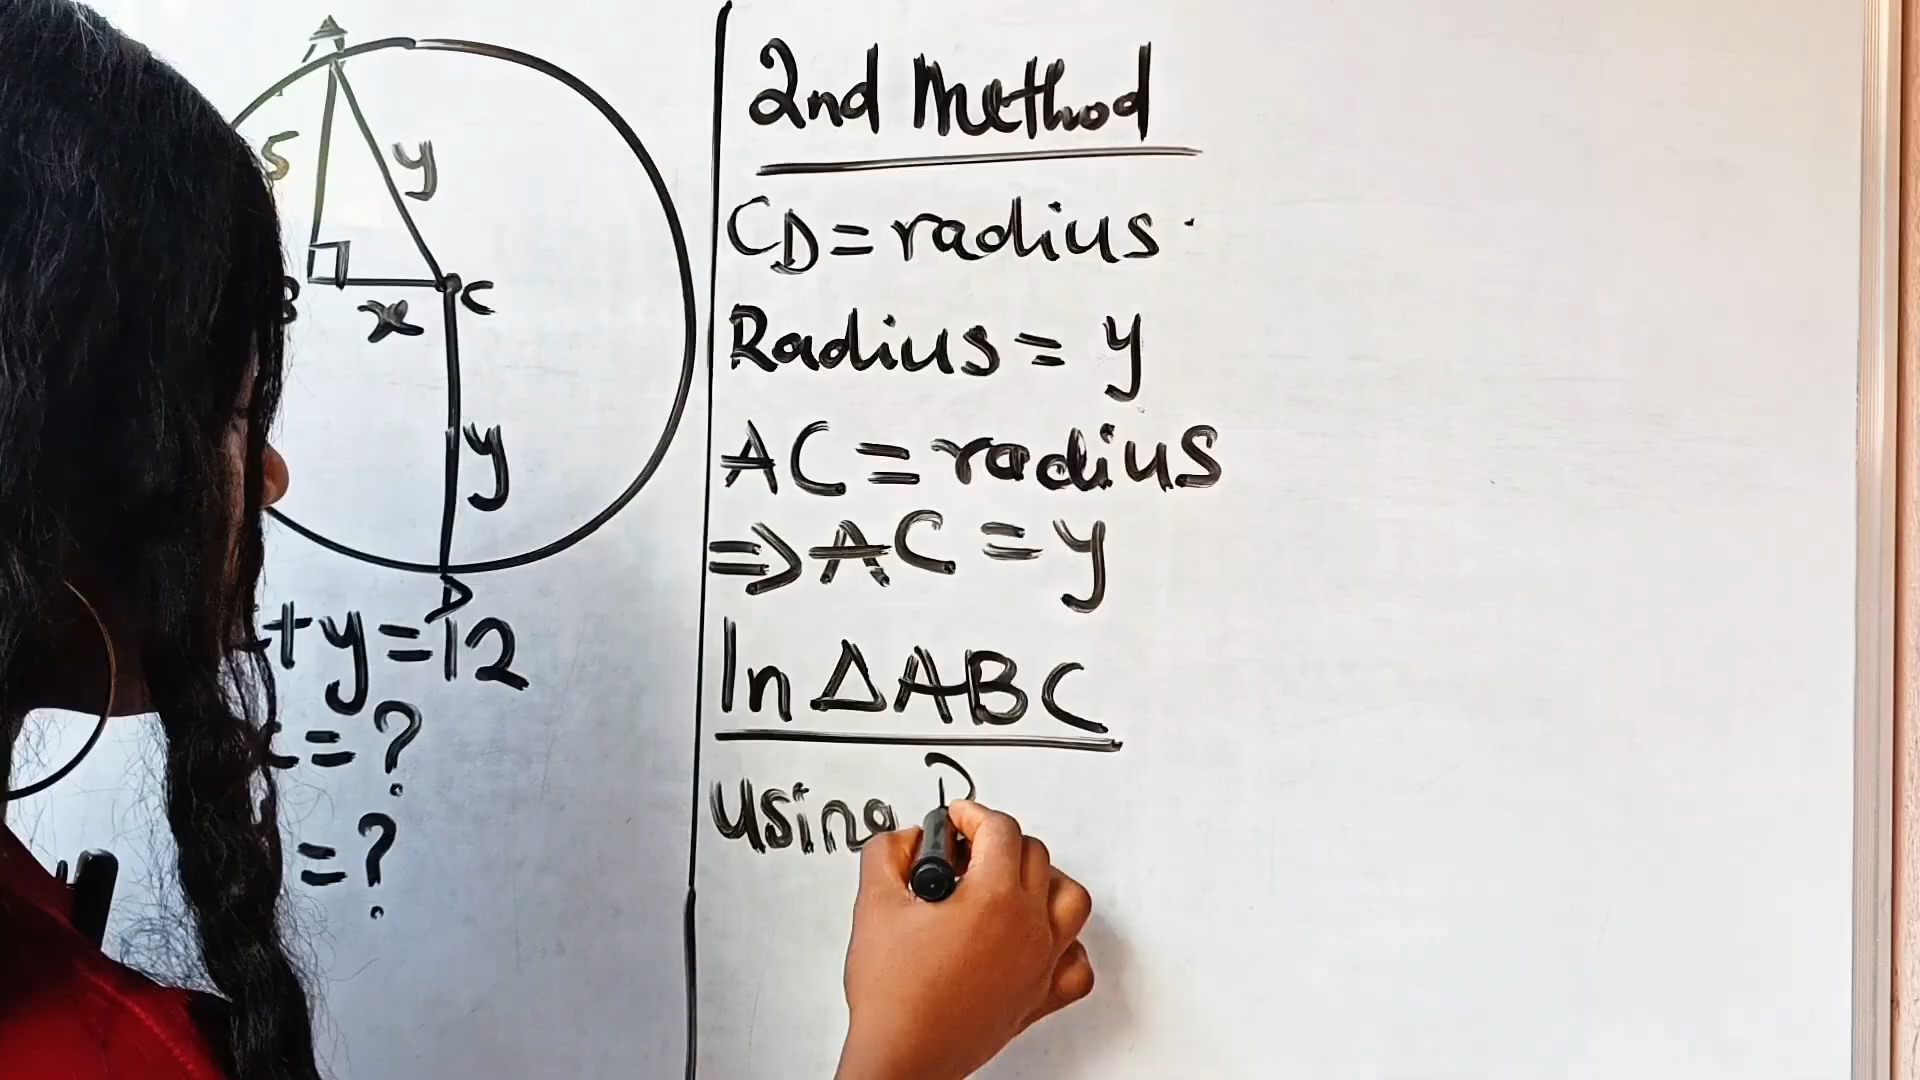 A
5
y
B
x
C
y
D
+y=12
=?
=?
2nd Method
CD=radius.
Radius = y
AC = radius
⇒AC = y
In ΔABC
using P